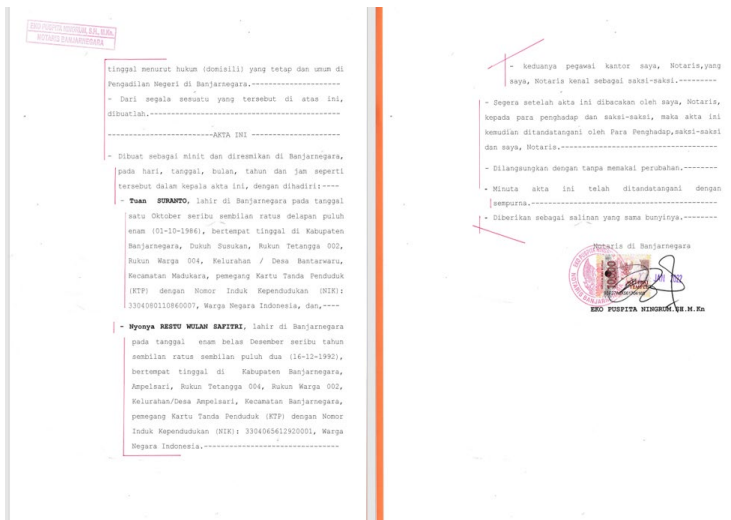 EKO PUSPITA NINGRUM, S.H., M.Kn.
NOTARIS BANJARNEGARA
tinggal menurut hukum (domisili) yang tetap dan umum di
Pengadilan Negeri di Banjarnegara.---------------------
- Dari segala sesuatu yang tersebut di atas ini,
dibuatlah.---------------------------------------------
-------------------------AKTA INI ---------------------
- Dibuat sebagai minit dan diresmikan di Banjarnegara,
pada hari, tanggal, bulan, tahun dan jam seperti
tersebut dalam kepala akta ini, dengan dihadiri:----
- Tuan SURANTO, lahir di Banjarnegara pada tanggal
satu Oktober seribu sembilan ratus delapan puluh
enam (01-10-1986), bertempat tinggal di Kabupaten
Banjarnegara, Dukuh Susukan, Rukun Tetangga 002,
Rukun Warga 004, Kelurahan / Desa Bantarwaru,
Kecamatan Madukara, pemegang Kartu Tanda Penduduk
(KTP) dengan Nomor Induk Kependudukan (NIK):
3304080110860007, Warga Negara Indonesia, dan,----
- Nyonya RESTU WULAN SAFITRI, lahir di Banjarnegara
pada tanggal enam belas Desember seribu tahun
sembilan ratus sembilan puluh dua (16-12-1992),
bertempat tinggal di Kabupaten Banjarnegara,
Ampelsari, Rukun Tetangga 004, Rukun Warga 002,
Kelurahan/Desa Ampelsari, Kecamatan Banjarnegara,
pemegang Kartu Tanda Penduduk (KTP) dengan Nomor
Induk Kependudukan (NIK): 3304065612920001, Warga
Negara Indonesia.--------------------------------
- keduanya pegawai kantor saya, Notaris,yang
saya, Notaris kenal sebagai saksi-saksi.---------
- Segera setelah akta ini dibacakan oleh saya, Notaris,
kepada para penghadap dan saksi-saksi, maka akta ini
kemudian ditandatangani oleh Para Penghadap,saksi-saksi
dan saya, Notaris.-------------------------------------
- Dilangsungkan dengan tanpa memakai perubahan.--------
- Minuta akta ini telah ditandatangani dengan
sempurna.----------------------------------------------
- Diberikan sebagai salinan yang sama bunyinya.--------
Notaris di Banjarnegara
10000
JAN 2022
EKO PUSPITA NINGRUM.SH.M.Kn